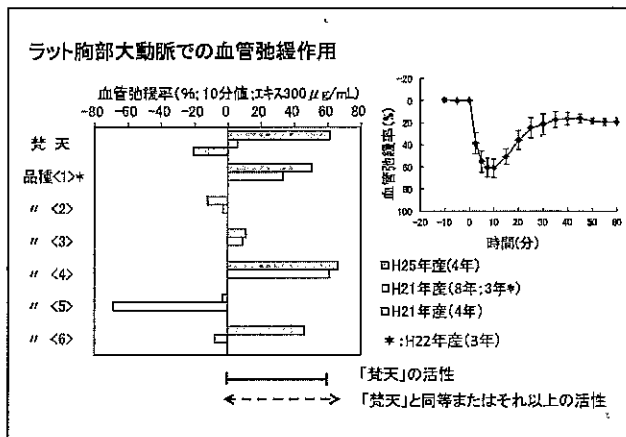 ラット胸部大動脈での血管弛緩作用
血管弛緩率(%; 10分値;エキス300μg/mL)
-80 -60 -40 -20 0 20 40 60 80
梵天
品種<1>*
〃 <2>
〃 <3>
〃 <4>
〃 <5>
〃 <6>
「梵天」の活性
「梵天」と同等またはそれ以上の活性
血管弛緩率(%)
-20
0
20
40
60
80
100
-20 -10 0 10 20 30 40 50 60
時間(分)
H25年産(4年)
H21年産(8年;3年*)
H21年産(4年)
*:H22年産(3年)